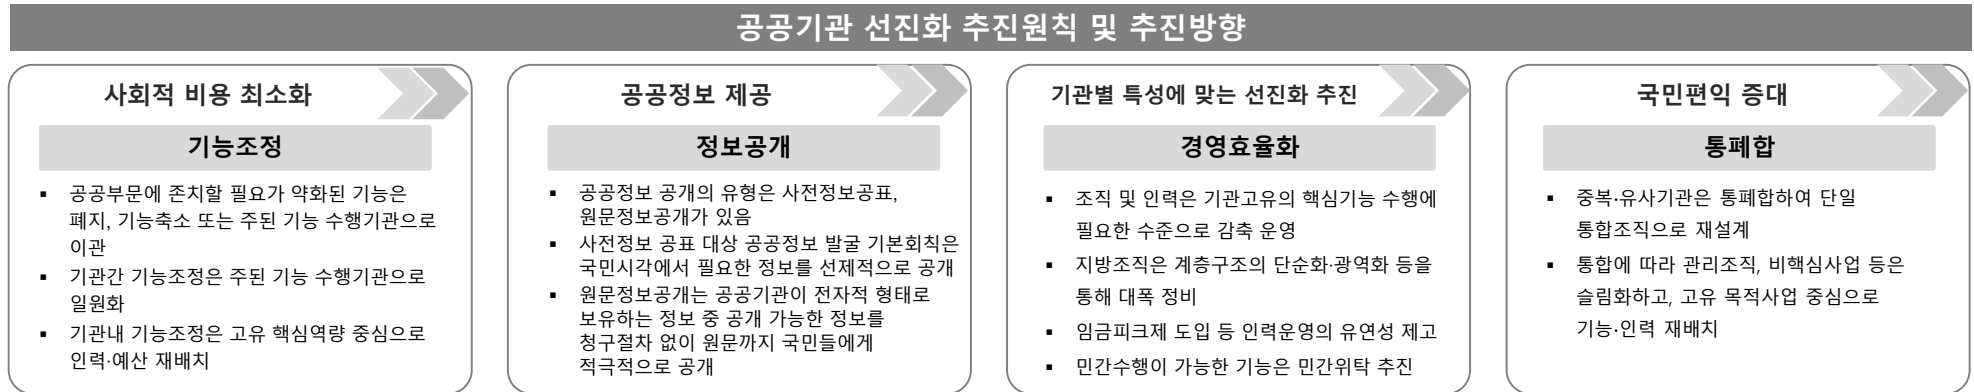 공공기관 선진화 추진원칙 및 추진방향
사회적 비용 최소화
기능조정
▪ 공공부문에 존치할 필요가 약화된 기능은
폐지, 기능축소 또는 주된 기능 수행기관으로
이관
▪ 기관간 기능조정은 주된 기능 수행기관으로
일원화
▪ 기관내 기능조정은 고유 핵심역량 중심으로
인력·예산 재배치
공공정보 제공
정보공개
▪ 공공정보 공개의 유형은 사전정보공표,
원문정보공개가 있음
▪ 사전정보 공표 대상 공공정보 발굴 기본회칙은
국민시각에서 필요한 정보를 선제적으로 공개
▪ 원문정보공개는 공공기관이 전자적 형태로
보유하는 정보 중 공개 가능한 정보를
청구절차 없이 원문까지 국민들에게
적극적으로 공개
기관별 특성에 맞는 선진화 추진
경영효율화
▪ 조직 및 인력은 기관고유의 핵심기능 수행에
필요한 수준으로 감축 운영
▪ 지방조직은 계층구조의 단순화·광역화 등을
통해 대폭 정비
▪ 임금피크제 도입 등 인력운영의 유연성 제고
▪ 민간수행이 가능한 기능은 민간위탁 추진
국민편익 증대
통폐합
▪ 중복·유사기관은 통폐합하여 단일
통합조직으로 재설계
▪ 통합에 따라 관리조직, 비핵심사업 등은
슬림화하고, 고유 목적사업 중심으로
기능·인력 재배치